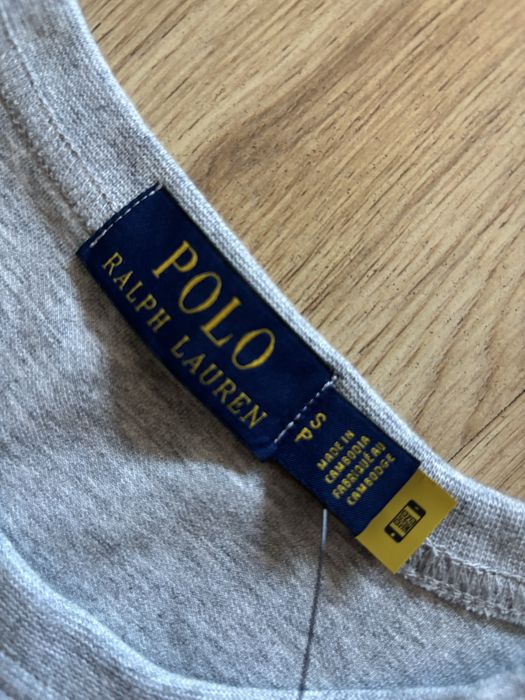 POLO
RALPH LAUREN
S P
MADE IN
CAMBODIA
FABRIQUÉ AU
CAMBODGE